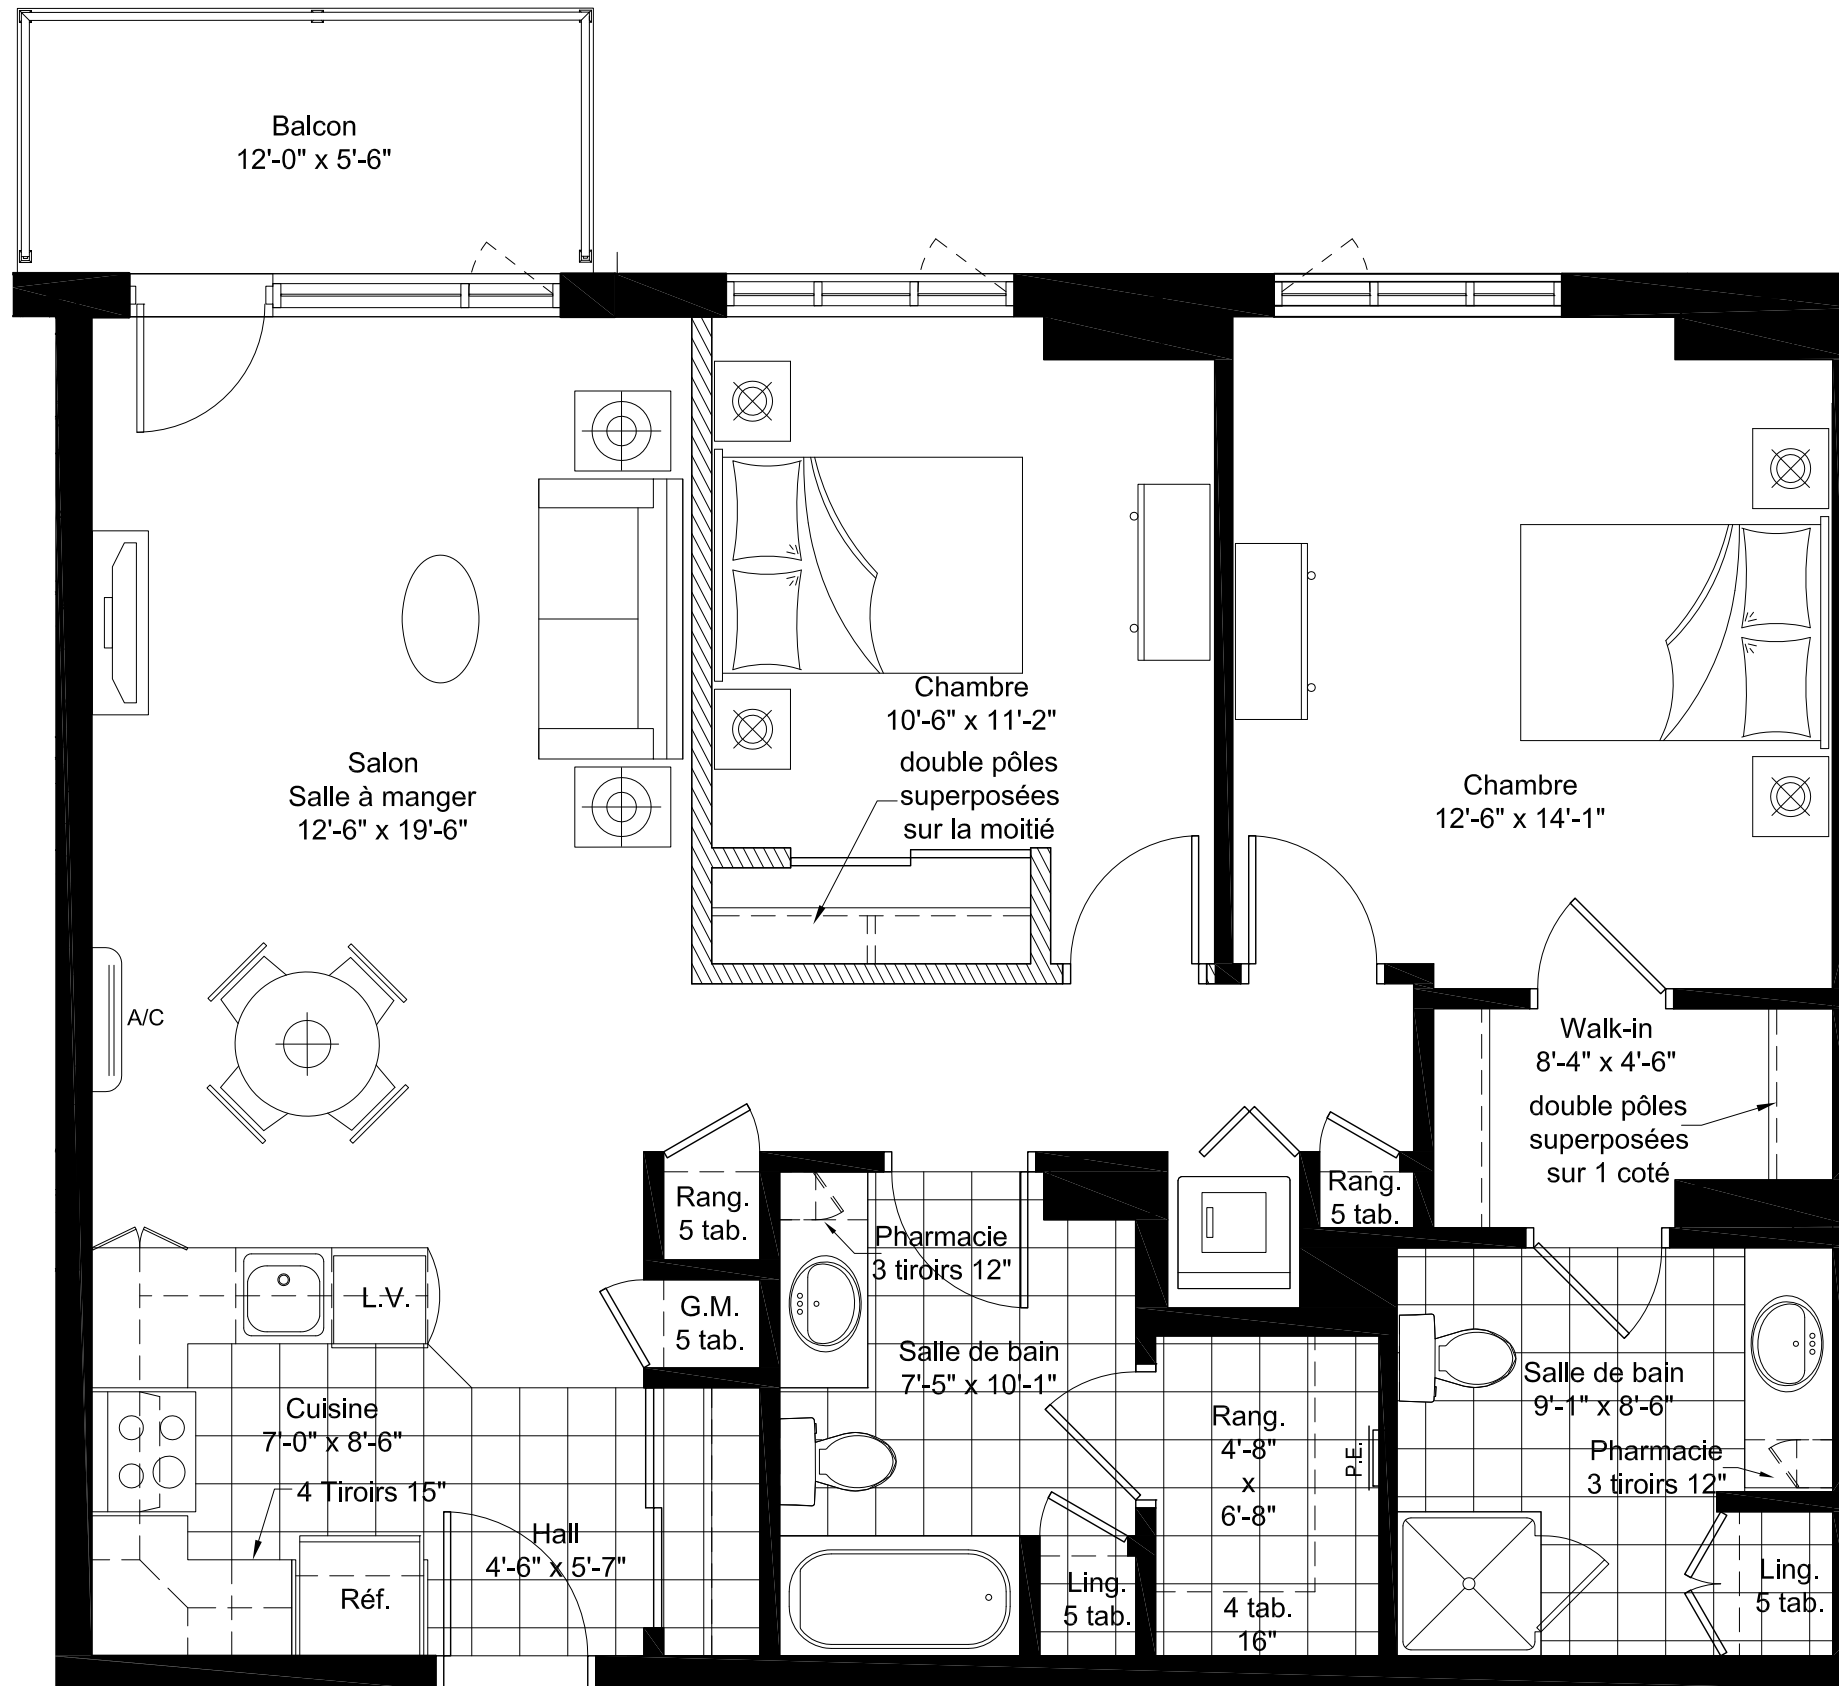 Balcon
12'-0" x 5'-6"
Chambre
10'-6" x 11'-2"
double pôles
superposées
sur la moitié
Salon
Salle à manger
12'-6" x 19'-6"
Chambre
12'-6" x 14'-1"
A/C
Walk-in
8'-4" x 4'-6"
double pôles
superposées
sur 1 coté
Rang.
5 tab.
Rang.
5 tab.
Pharmacie
3 tiroirs 12"
L.V.
G.M.
5 tab.
Salle de bain
7'-5" x 10'-1"
Salle de bain
9'-1" x 8'-6"
Cuisine
7'-0" x 8'-6"
4 Tiroirs 15"
Rang.
4'-8"
x
6'-8"
P.E.
Pharmacie
3 tiroirs 12"
Hall
4'-6" x 5'-7"
Réf.
Ling.
5 tab.
4 tab.
16"
Ling.
5 tab.